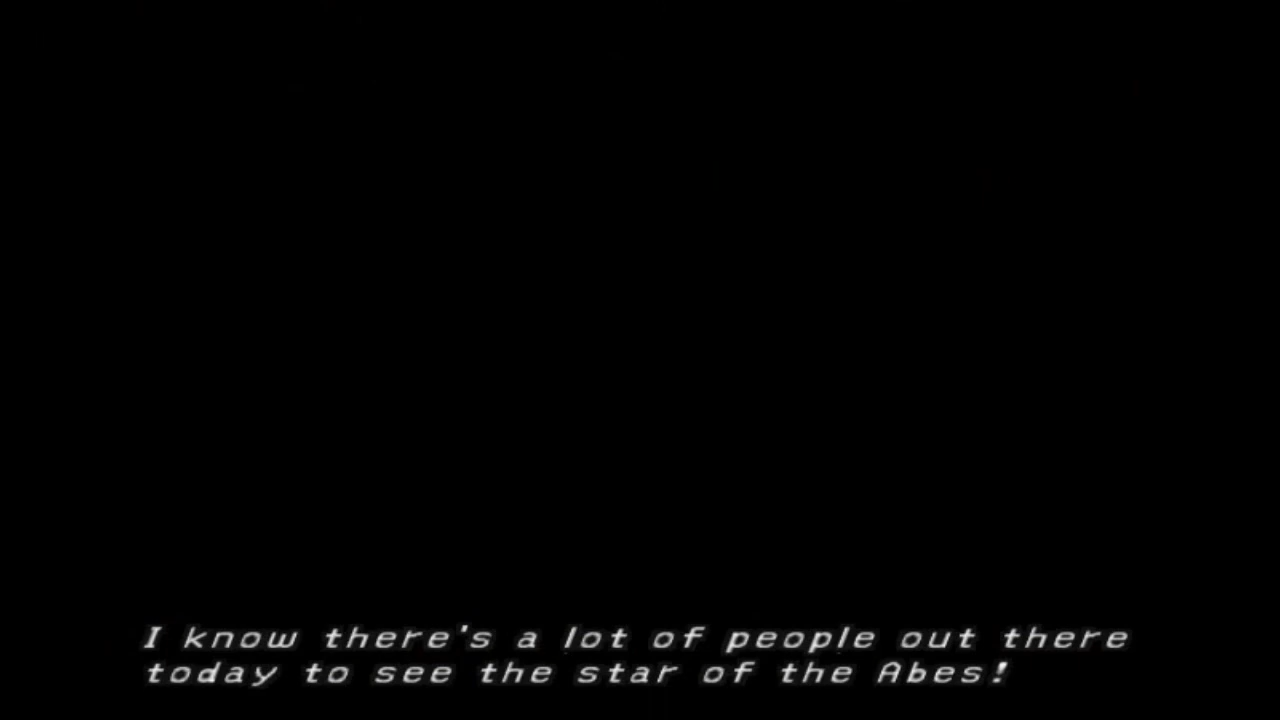 I know there's a lot of people out there
today to see the star of the Abes!